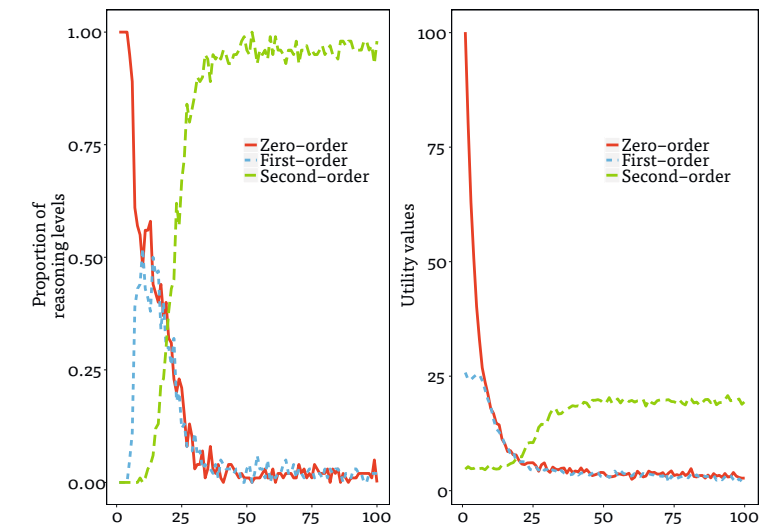 Proportion of
reasoning levels
1.00
0.75
0.50
0.25
0.00
0
25
50
75
100
Zero-order
First-order
Second-order
Utility values
100
75
50
25
0
0
25
50
75
100
Zero-order
First-order
Second-order